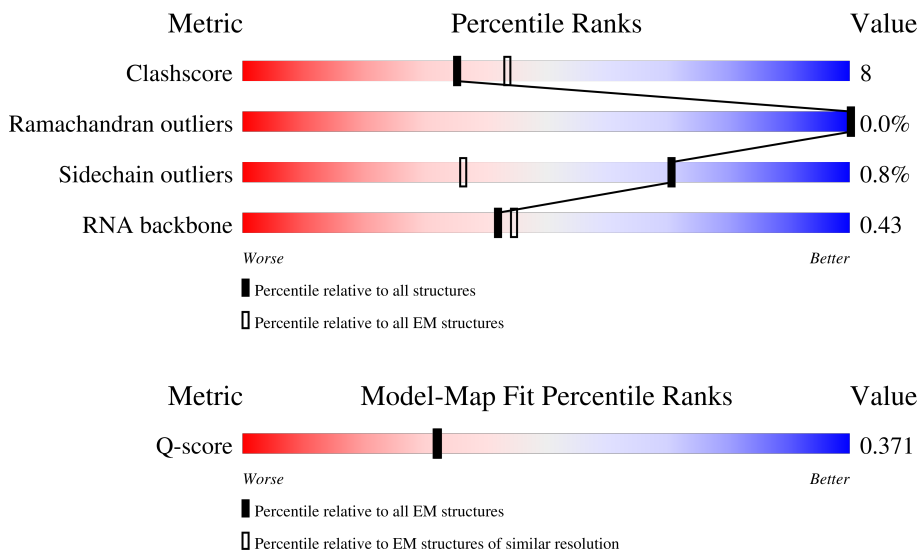 Metric Percentile Ranks Value
Clashscore 8
Ramachandran outliers 0.0%
Sidechain outliers 0.8%
RNA backbone 0.43
Worse Better
Percentile relative to all structures
Percentile relative to all EM structures
Metric Model-Map Fit Percentile Ranks Value
Q-score 0.371
Worse Better
Percentile relative to all EM structures
Percentile relative to EM structures of similar resolution